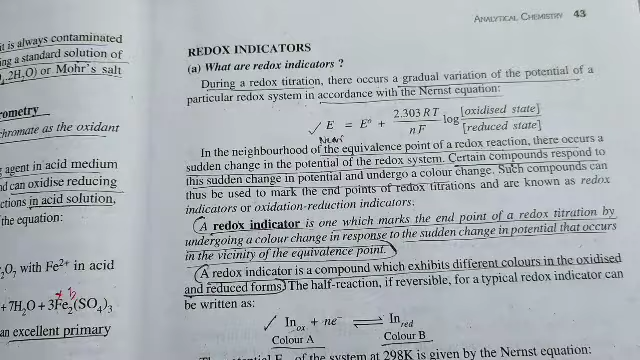 ANALYTICAL CHEMISTRY 43
it is always contaminated
ing a standard solution of
2H₂O) or Mohr's salt
rometry
chromate as the oxidant
agent in acid medium
nd can oxidise reducing
ctions in acid solution,
the equation:
₂O₇ with Fe²⁺ in acid
+ 7H₂O + 3Fe₂(SO₄)₃
an excellent primary
REDOX INDICATORS
(a) What are redox indicators ?
During a redox titration, there occurs a gradual variation of the potential of a
particular redox system in accordance with the Nernst equation:
✓ E = E° + 2.303 RT / nF log [oxidised state] / [reduced state]
Near
In the neighbourhood of the equivalence point of a redox reaction, there occurs a
sudden change in the potential of the redox system. Certain compounds respond to
this sudden change in potential and undergo a colour change. Such compounds can
thus be used to mark the end points of redox titrations and are known as redox
indicators or oxidation-reduction indicators.
(A redox indicator is one which marks the end point of a redox titration by
undergoing a colour change in response to the sudden change in potential that occurs
in the vicinity of the equivalence point.)
(A redox indicator is a compound which exhibits different colours in the oxidised
and reduced forms.) The half-reaction, if reversible, for a typical redox indicator can
be written as:
✓ In_ox + ne⁻ ⇌ In_red
Colour A Colour B
of the system at 298K is given by the Nernst equation: